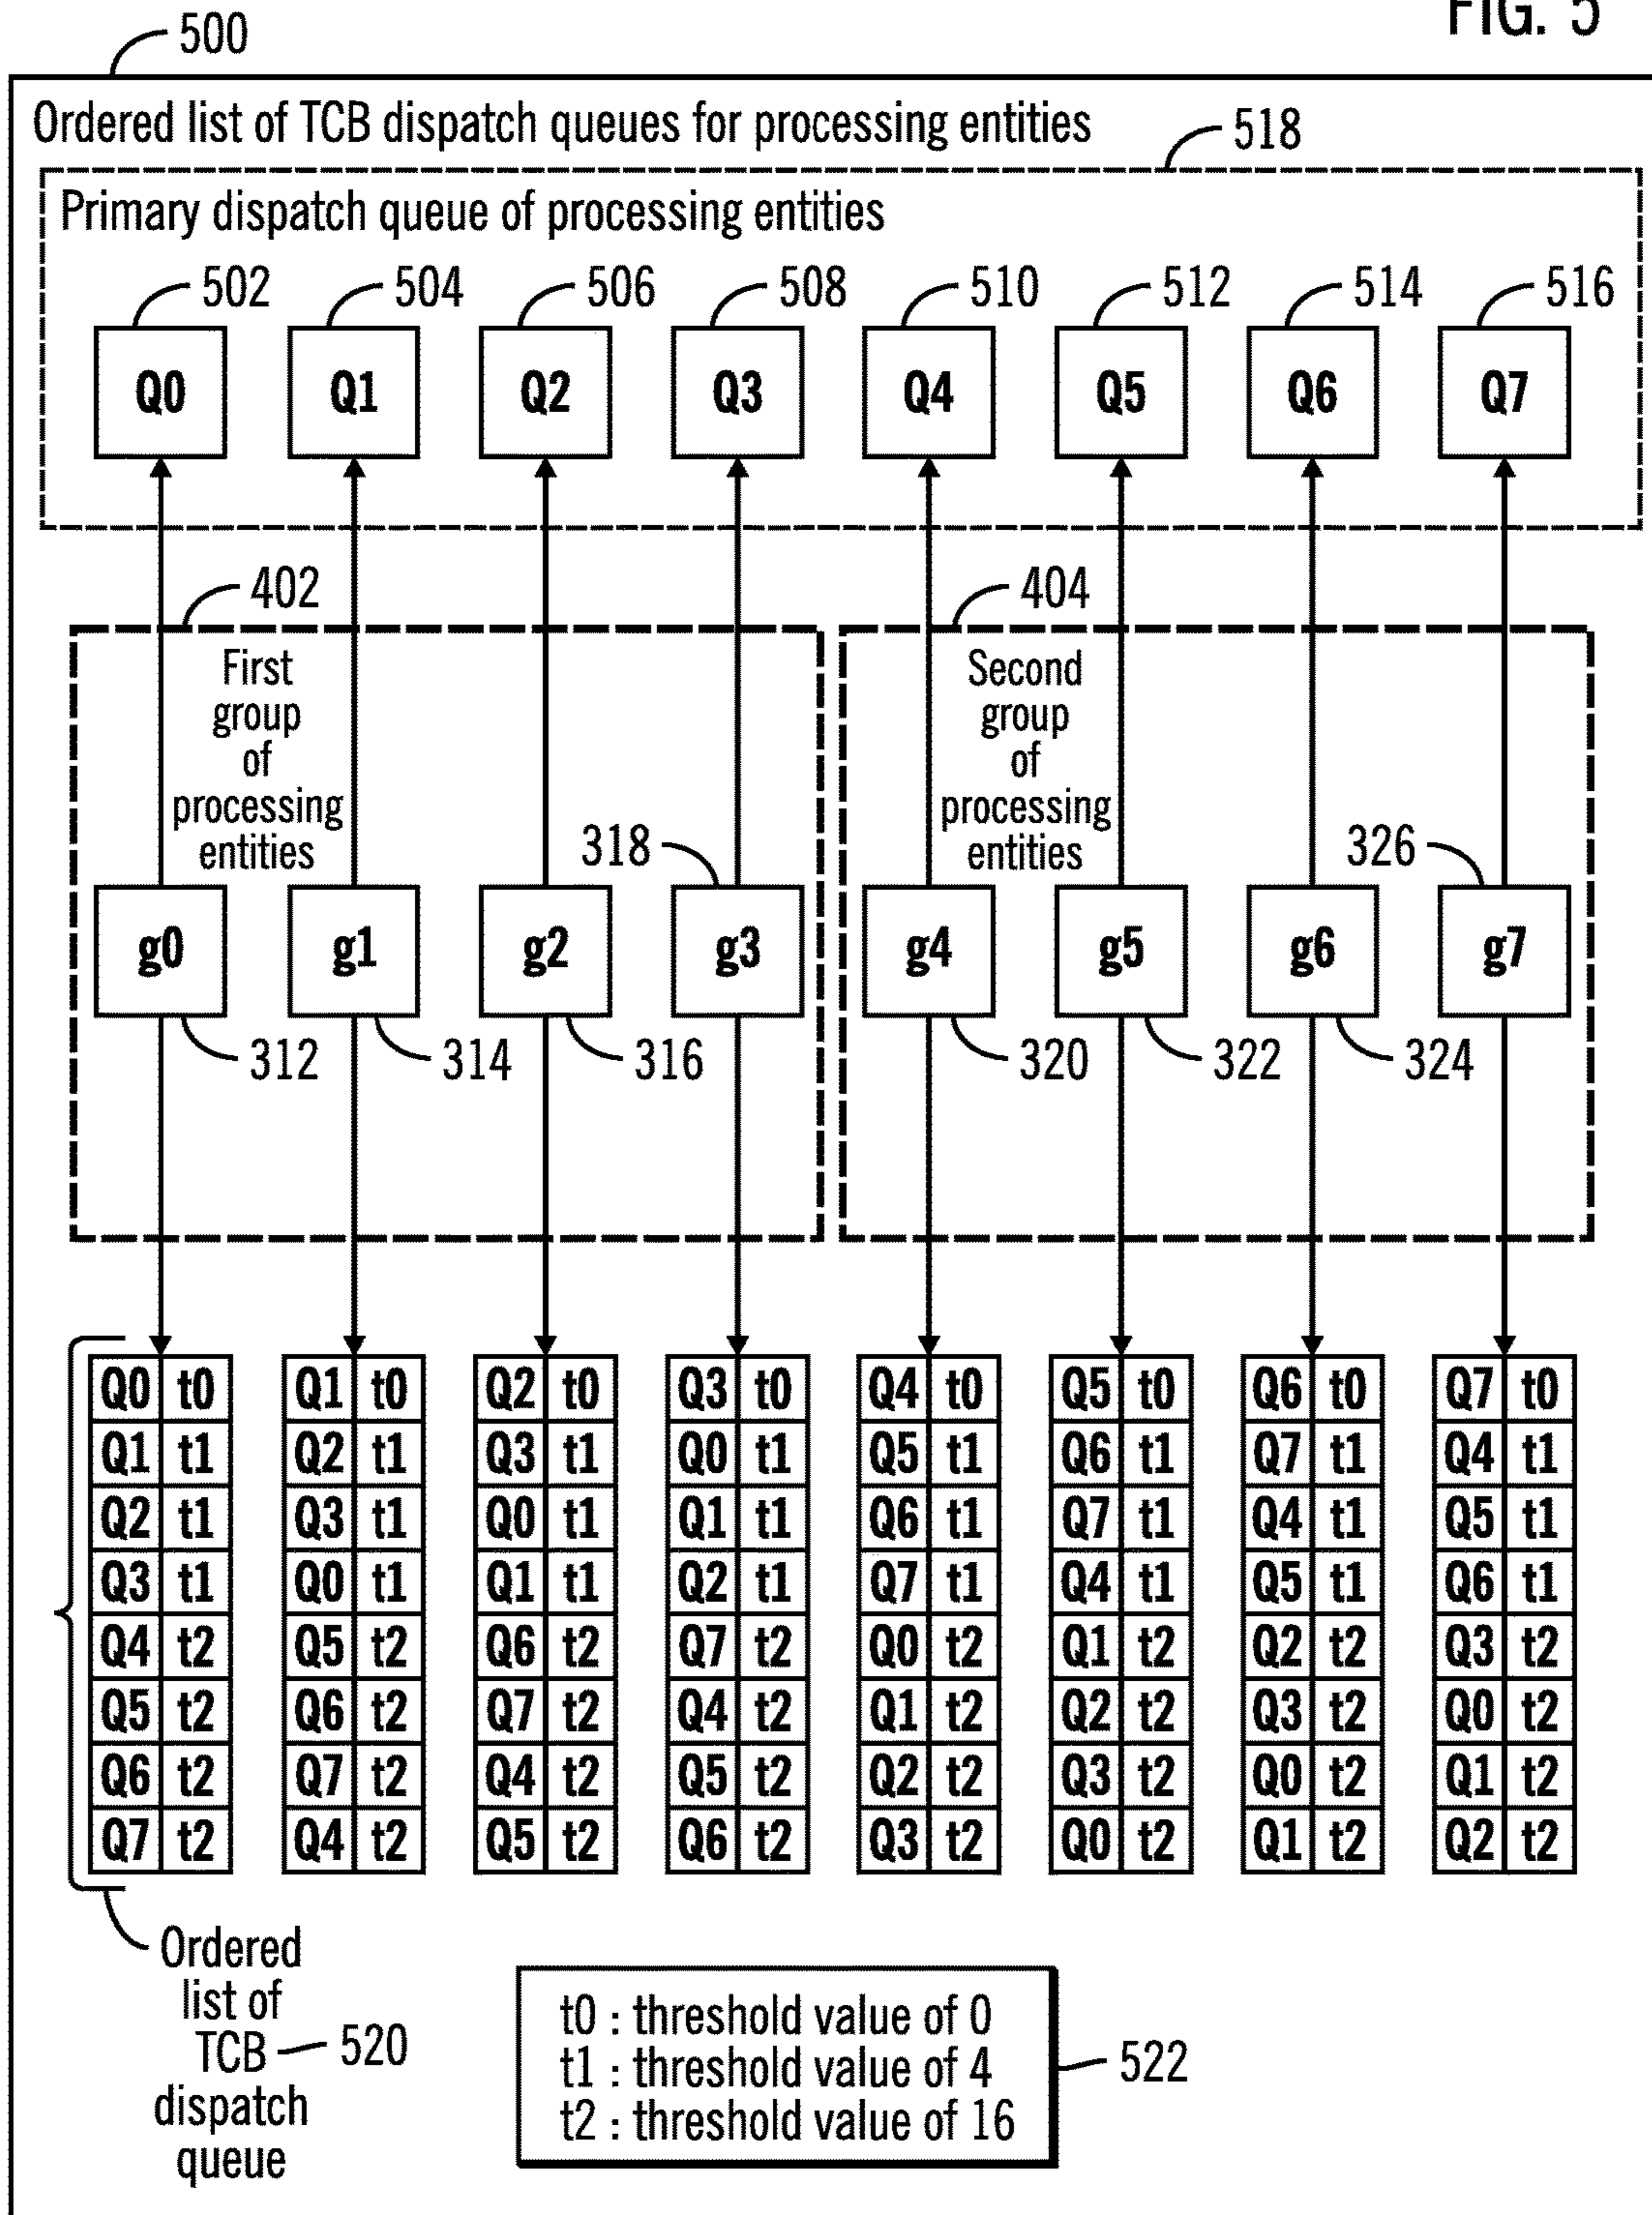 FIG. 5
500
Ordered list of TCB dispatch queues for processing entities
518
Primary dispatch queue of processing entities
502 504 506 508 510 512 514 516
Q0 Q1 Q2 Q3 Q4 Q5 Q6 Q7
402 404
First
group
of
processing
entities
Second
group
of
processing
entities
318 326
g0 g1 g2 g3 g4 g5 g6 g7
312 314 316 320 322 324
Q0 t0 Q1 t0 Q2 t0 Q3 t0 Q4 t0 Q5 t0 Q6 t0 Q7 t0
Q1 t1 Q2 t1 Q3 t1 Q0 t1 Q5 t1 Q6 t1 Q7 t1 Q4 t1
Q2 t1 Q3 t1 Q0 t1 Q1 t1 Q6 t1 Q7 t1 Q4 t1 Q5 t1
Q3 t1 Q0 t1 Q1 t1 Q2 t1 Q7 t1 Q4 t1 Q5 t1 Q6 t1
Q4 t2 Q5 t2 Q6 t2 Q7 t2 Q0 t2 Q1 t2 Q2 t2 Q3 t2
Q5 t2 Q6 t2 Q7 t2 Q4 t2 Q1 t2 Q2 t2 Q3 t2 Q0 t2
Q6 t2 Q7 t2 Q4 t2 Q5 t2 Q2 t2 Q3 t2 Q0 t2 Q1 t2
Q7 t2 Q4 t2 Q5 t2 Q6 t2 Q3 t2 Q0 t2 Q1 t2 Q2 t2
Ordered
list of
TCB 520
dispatch
queue
t0 : threshold value of 0
t1 : threshold value of 4
t2 : threshold value of 16
522